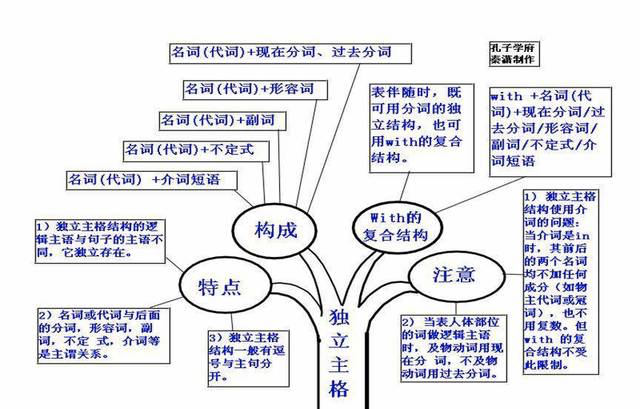 名词(代词)+现在分词、过去分词
名词(代词)+形容词
名词(代词)+副词
名词(代词)+不定式
名词(代词) +介词短语
孔子学府
秦潇制作
表伴随时，既
可用分词的独
立结构，也可
用with的复合
结构。
with +名词(代
词)+现在分词/过
去分词/形容词/
副词/不定式/介
词短语
构成
With的
复合结构
特点
注意
独立主格
1) 独立主格结构的逻
辑主语与句子的主语不
同，它独立存在。
2) 名词或代词与后面
的分词，形容词，副
词，不定 式，介词等
是主谓关系。
3) 独立主格
结构一般有逗
号与主句分
开。
1) 独立主格
结构使用介
词的问题：
当介词是in
时，其前后
的两个名词
均不加任何
成分（如物
主代词或冠
词），也不
用复数。但
with 的复
合结构不受
此限制。
2) 当表人体部位
的词做逻辑主语
时，及物动词用现
在分 词，不及物
动词用过去分词。